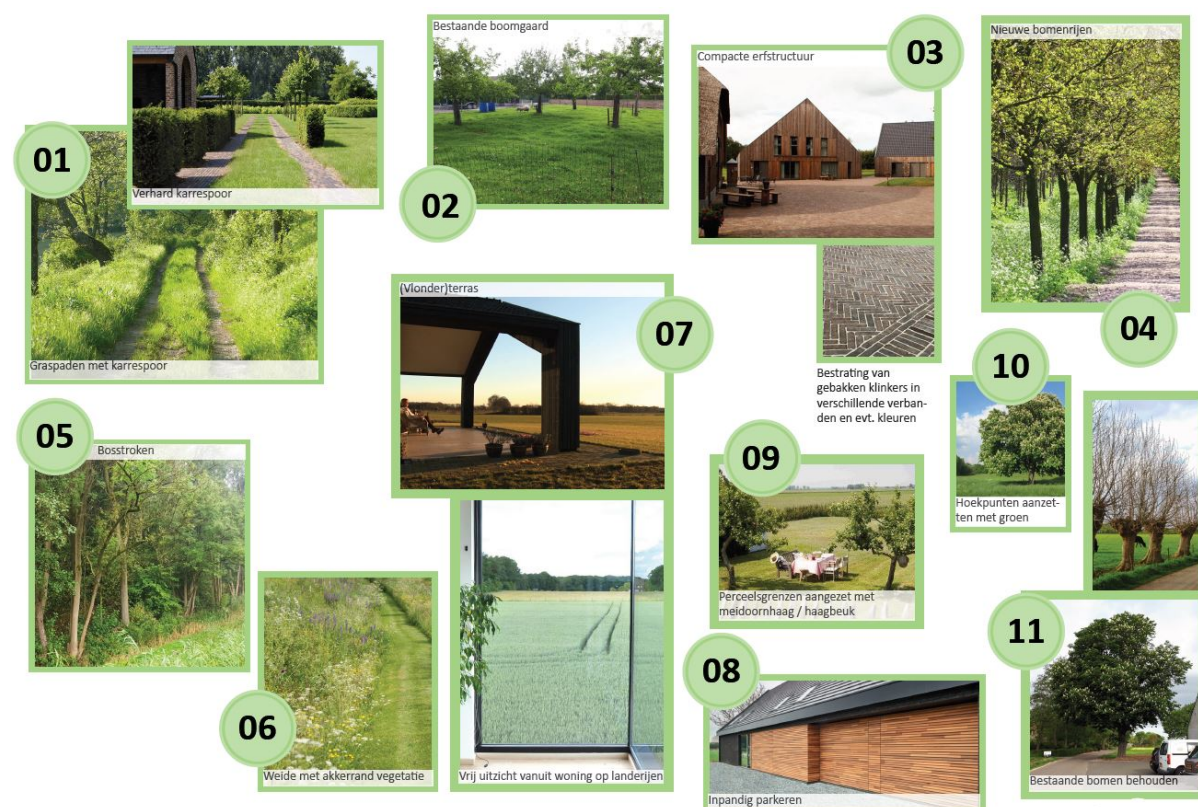 01
Verhard karrespoor
Graspaden met karrespoor
Bestaande boomgaard
02
Compacte erfstructuur
03
Bestrating van
gebakken klinkers in
verschillende verban-
den en evt. kleuren
Nieuwe bomenrijen
04
05
Bosstroken
06
Weide met akkerrand vegetatie
(Vlonder)terras
07
Vrij uitzicht vanuit woning op landerijen
08
Inpandig parkeren
09
Perceelsgrenzen aangezet met
meidoornhaag / haagbeuk
10
Hoekpunten aanzet-
ten met groen
11
Bestaande bomen behouden